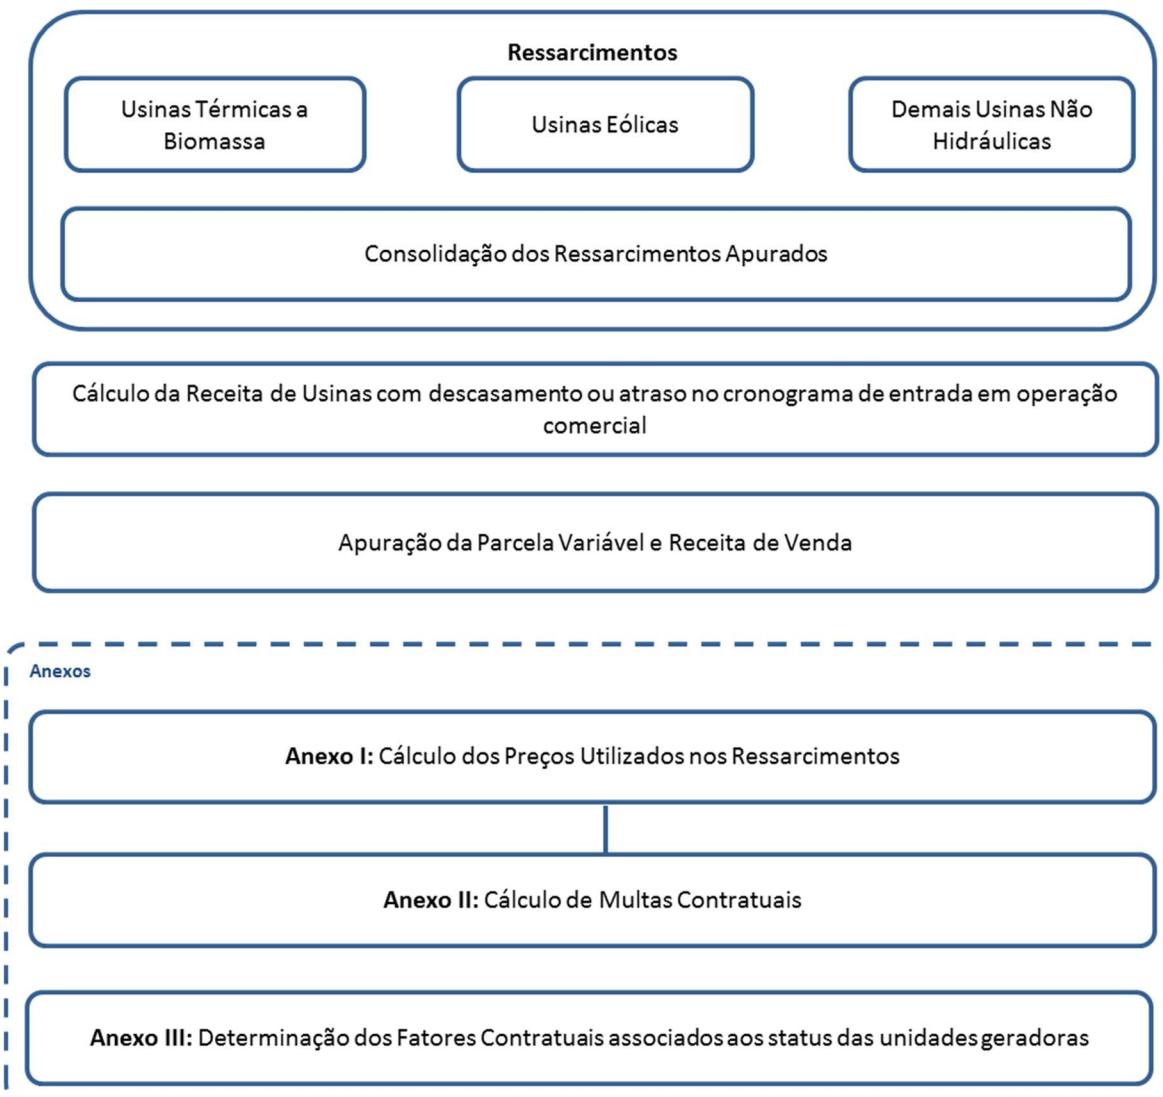 Ressarcimentos
Usinas Térmicas a
Biomassa
Usinas Eólicas
Demais Usinas Não
Hidráulicas
Consolidação dos Ressarcimentos Apurados
Cálculo da Receita de Usinas com descasamento ou atraso no cronograma de entrada em operação
comercial
Apuração da Parcela Variável e Receita de Venda
Anexos
Anexo I: Cálculo dos Preços Utilizados nos Ressarcimentos
Anexo II: Cálculo de Multas Contratuais
Anexo III: Determinação dos Fatores Contratuais associados aos status das unidades geradoras